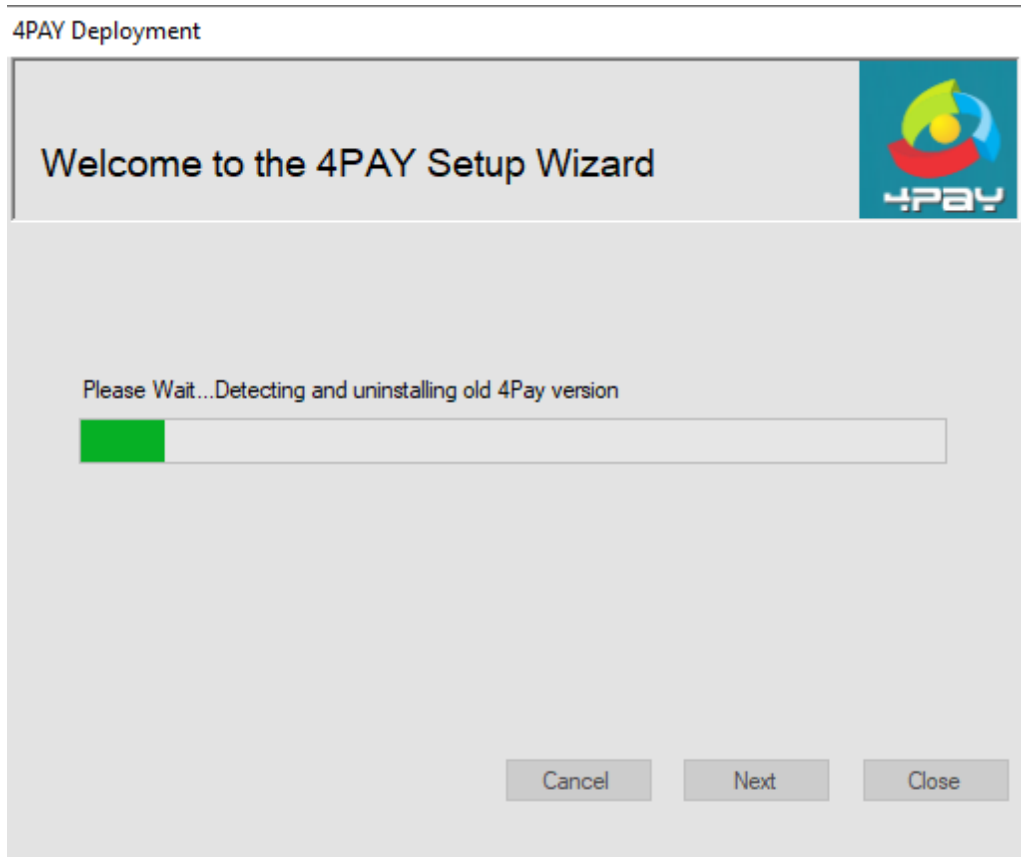 4PAY Deployment
Welcome to the 4PAY Setup Wizard
4Pay
Please Wait...Detecting and uninstalling old 4Pay version
Cancel Next Close